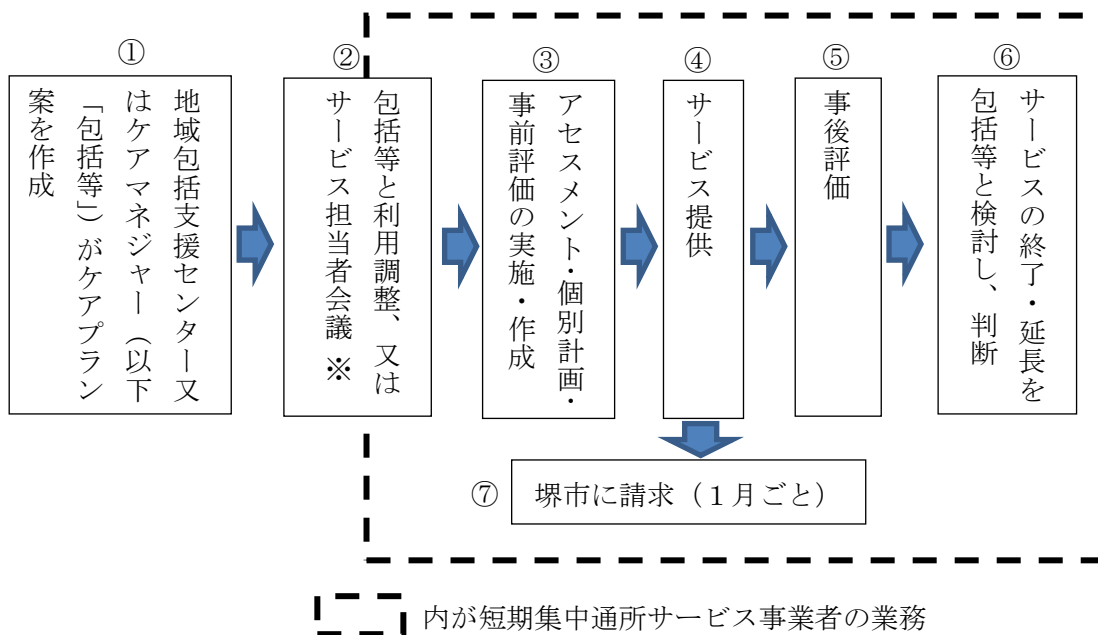 ①
地域包括支援センター又
はケアマネジャー（以下
「包括等」）がケアプラン
案を作成
②
包括等と利用調整、又は
サービス担当者会議※
③
アセスメント・個別計画・
事前評価の実施・作成
④
サービス提供
⑤
事後評価
⑥
サービスの終了・延長を
包括等と検討し、判断
⑦
堺市に請求（１月ごと）
内が短期集中通所サービス事業者の業務